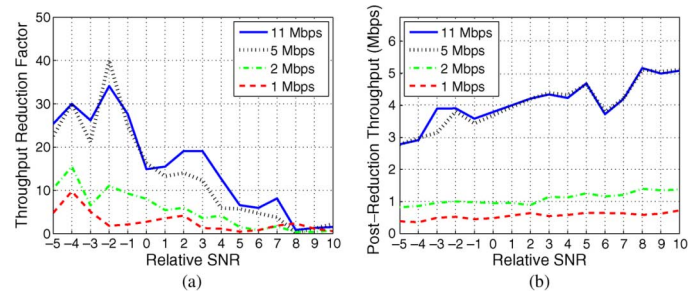 Throughput Reduction Factor
50
40
30
20
10
0
11 Mbps
5 Mbps
2 Mbps
1 Mbps
−5 −4 −3 −2 −1 0 1 2 3 4 5 6 7 8 9 10
Relative SNR
(a)
Post−Reduction Throughput (Mbps)
6
5
4
3
2
1
0
11 Mbps
5 Mbps
2 Mbps
1 Mbps
−5 −4 −3 −2 −1 0 1 2 3 4 5 6 7 8 9 10
Relative SNR
(b)